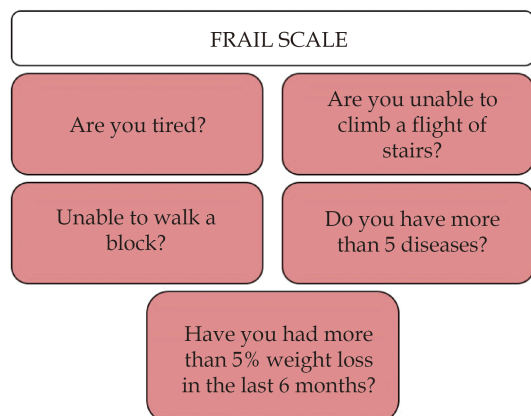 FRAIL SCALE
Are you tired?
Are you unable to
climb a flight of
stairs?
Unable to walk a
block?
Do you have more
than 5 diseases?
Have you had more
than 5% weight loss
in the last 6 months?